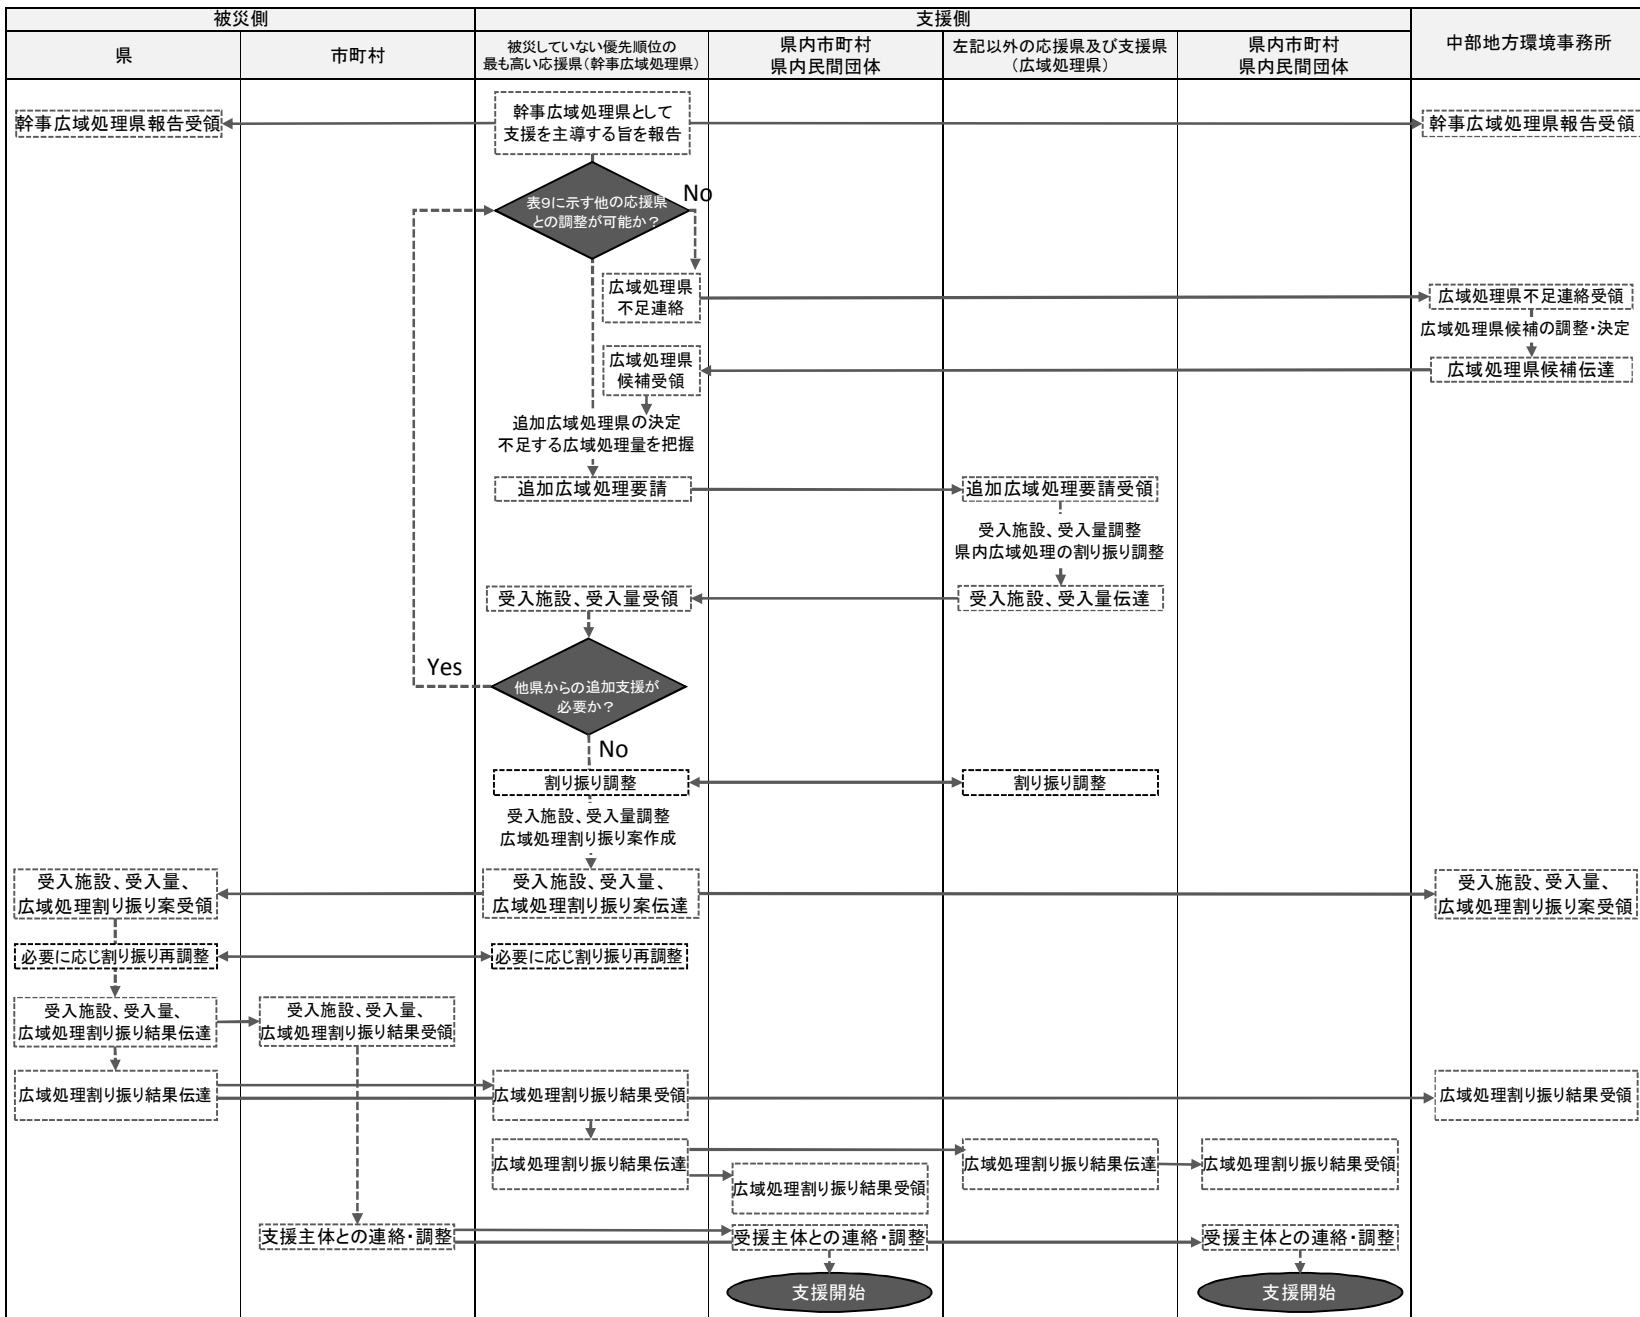 被災側
支援側
県
市町村
被災していない優先順位の
最も高い応援県(幹事広域処理県)
県内市町村
県内民間団体
左記以外の応援県及び支援県
(広域処理県)
県内市町村
県内民間団体
中部地方環境事務所
幹事広域処理県報告受領
幹事広域処理県として
支援を主導する旨を報告
幹事広域処理県報告受領
表9に示す他の応援県
との調整が可能か?
No
広域処理県
不足連絡
広域処理県不足連絡受領
広域処理県候補の調整・決定
広域処理県
候補受領
広域処理県候補伝達
追加広域処理県の決定
不足する広域処理量を把握
追加広域処理要請
追加広域処理要請受領
受入施設、受入量調整
県内広域処理の割り振り調整
受入施設、受入量受領
受入施設、受入量伝達
Yes
他県からの追加支援が
必要か?
No
割り振り調整
割り振り調整
受入施設、受入量調整
広域処理割り振り案作成
受入施設、受入量、
広域処理割り振り案受領
受入施設、受入量、
広域処理割り振り案伝達
受入施設、受入量、
広域処理割り振り案受領
必要に応じ割り振り再調整
必要に応じ割り振り再調整
受入施設、受入量、
広域処理割り振り結果伝達
受入施設、受入量、
広域処理割り振り結果受領
広域処理割り振り結果伝達
広域処理割り振り結果受領
広域処理割り振り結果受領
広域処理割り振り結果伝達
広域処理割り振り結果受領
広域処理割り振り結果伝達
広域処理割り振り結果受領
支援主体との連絡・調整
受援主体との連絡・調整
受援主体との連絡・調整
支援開始
支援開始